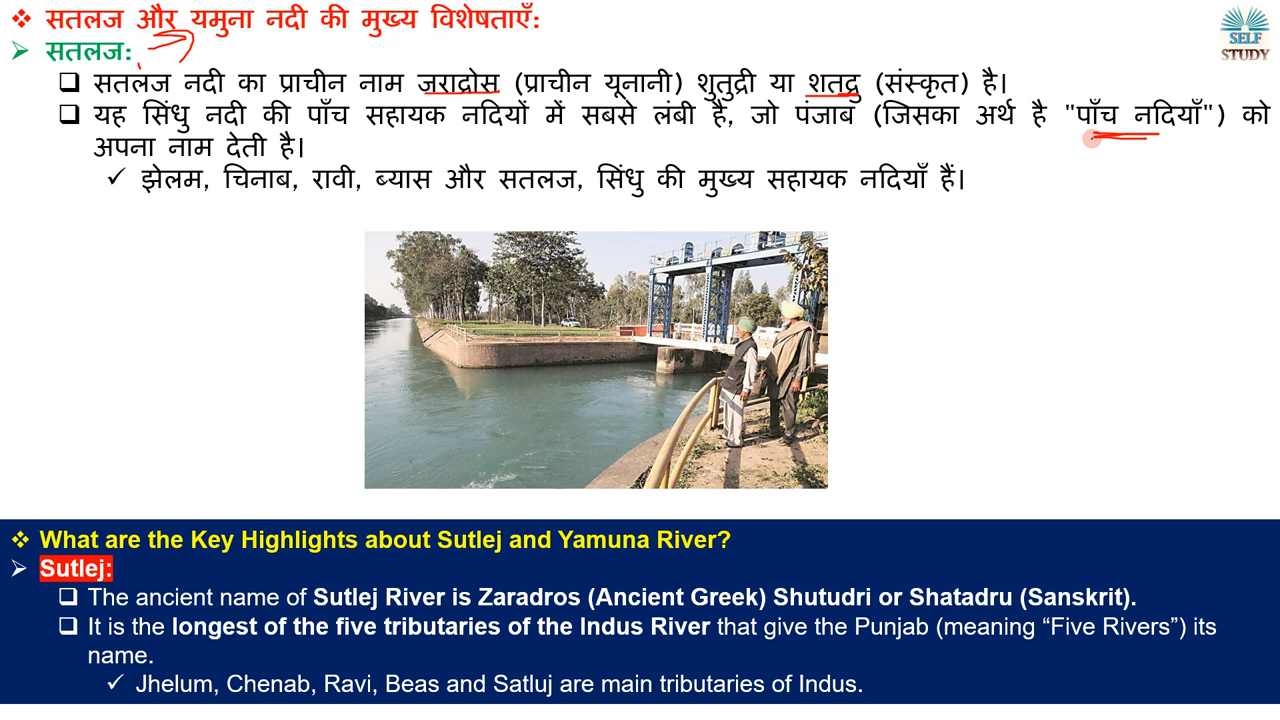 ❖ सतलज और यमुना नदी की मुख्य विशेषताएँ:
➢ सतलज:
❑ सतलज नदी का प्राचीन नाम जराद्रोस (प्राचीन यूनानी) शुतुद्री या शतद्रु (संस्कृत) है।
❑ यह सिंधु नदी की पाँच सहायक नदियों में सबसे लंबी है, जो पंजाब (जिसका अर्थ है "पाँच नदियाँ") को
अपना नाम देती है।
✓ झेलम, चिनाब, रावी, ब्यास और सतलज, सिंधु की मुख्य सहायक नदियाँ हैं।
SELF
STUDY
❖ What are the Key Highlights about Sutlej and Yamuna River?
➢ Sutlej:
❑ The ancient name of Sutlej River is Zaradros (Ancient Greek) Shutudri or Shatadru (Sanskrit).
❑ It is the longest of the five tributaries of the Indus River that give the Punjab (meaning “Five Rivers”) its
name.
✓ Jhelum, Chenab, Ravi, Beas and Satluj are main tributaries of Indus.